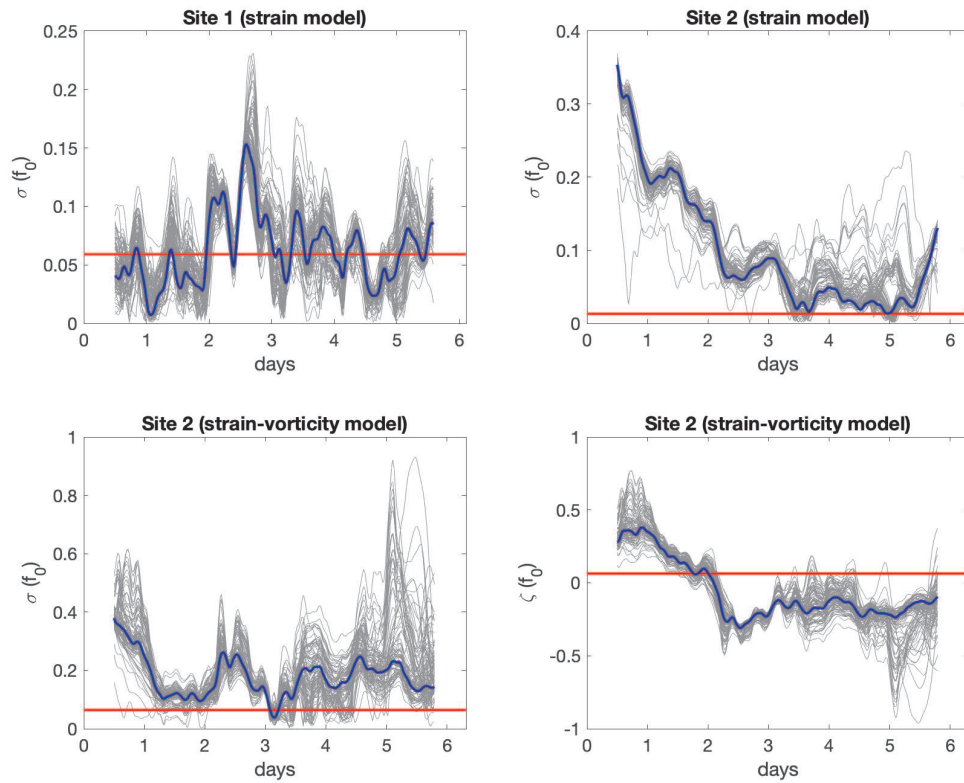 Site 1 (strain model)
0.25
0.2
0.15
0.1
0.05
0
σ (f₀)
0 1 2 3 4 5 6
days
Site 2 (strain model)
0.4
0.3
0.2
0.1
0
σ (f₀)
0 1 2 3 4 5 6
days
Site 2 (strain-vorticity model)
1
0.8
0.6
0.4
0.2
0
σ (f₀)
0 1 2 3 4 5 6
days
Site 2 (strain-vorticity model)
1
0.5
0
-0.5
-1
ζ (f₀)
0 1 2 3 4 5 6
days